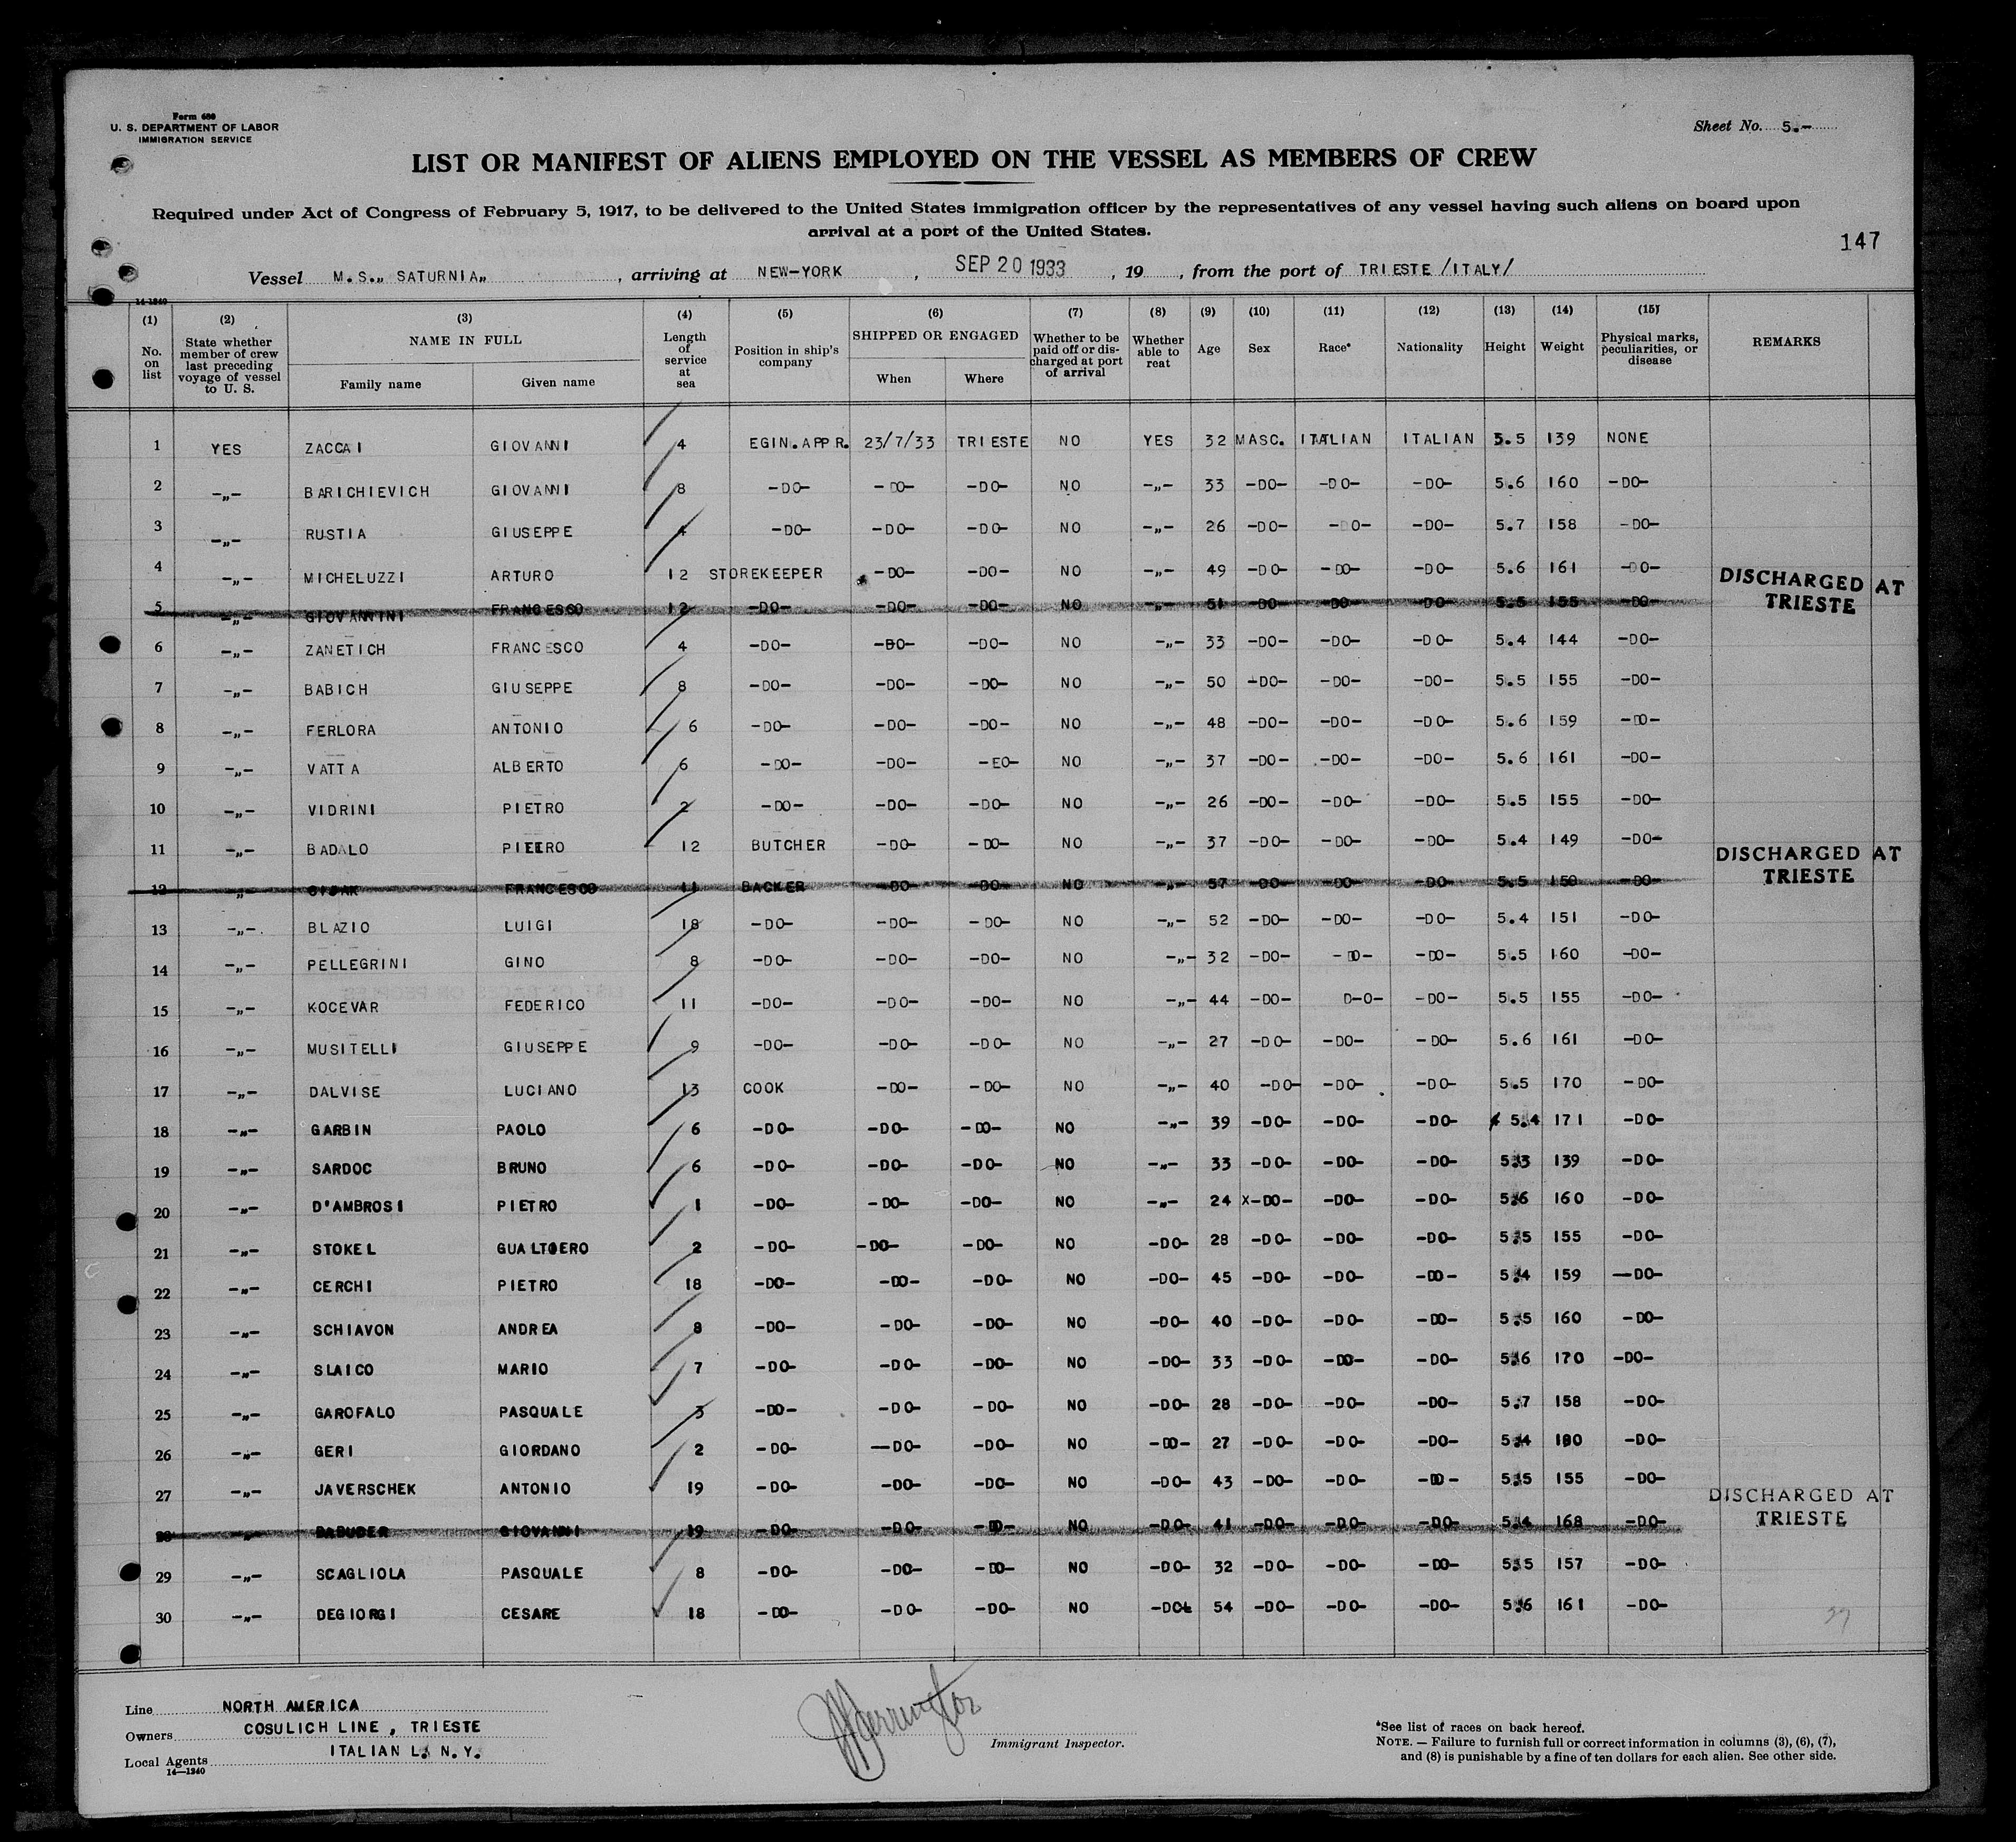 Form 680
U. S. DEPARTMENT OF LABOR
IMMIGRATION SERVICE
Sheet No. 5.-
LIST OR MANIFEST OF ALIENS EMPLOYED ON THE VESSEL AS MEMBERS OF CREW
Required under Act of Congress of February 5, 1917, to be delivered to the United States immigration officer by the representatives of any vessel having such aliens on board upon
arrival at a port of the United States.
147
Vessel M.S.„ SATURNIA„ , arriving at NEW-YORK , SEP 20 1933 , 19 , from the port of TRIESTE /ITALY/
14-1940
(1) No. on list (2) State whether member of crew last preceding voyage of vessel to U. S. (3) NAME IN FULL Family name Given name (4) Length of service at sea (5) Position in ship's company (6) SHIPPED OR ENGAGED When Where (7) Whether to be paid off or discharged at port of arrival (8) Whether able to reat (9) Age (10) Sex (11) Race* (12) Nationality (13) Height (14) Weight (15) Physical marks, peculiarities, or disease REMARKS
1 YES ZACCAI GIOVANNI 4 EGIN.APPR. 23/7/33 TRIESTE NO YES 32 MASC. ITALIAN ITALIAN 5.5 139 NONE
2 -„- BARICHIEVICH GIOVANNI 8 -DO- -DO- -DO- NO -„- 33 -DO- -DO- -DO- 5.6 160 -DO-
3 -„- RUSTIA GIUSEPPE 4 -DO- -DO- -DO- NO -„- 26 -DO- -DO- -DO- 5.7 158 -DO-
4 -„- MICHELUZZI ARTURO 12 STOREKEEPER -DO- -DO- NO -„- 49 -DO- -DO- -DO- 5.6 161 -DO-
5 -„- GIOVANNINI FRANCESCO 12 -DO- -DO- -DO- NO -„- 51 -DO- -DO- -DO- 5.5 155 -DO- DISCHARGED AT TRIESTE
6 -„- ZANETICH FRANCESCO 4 -DO- -DO- -DO- NO -„- 33 -DO- -DO- -DO- 5.4 144 -DO-
7 -„- BABICH GIUSEPPE 8 -DO- -DO- -DO- NO -„- 50 -DO- -DO- -DO- 5.5 155 -DO-
8 -„- FERLORA ANTONIO 6 -DO- -DO- -DO- NO -„- 48 -DO- -DO- -DO- 5.6 159 -DO-
9 -„- VATTA ALBERTO 6 -DO- -DO- -EO- NO -„- 37 -DO- -DO- -DO- 5.6 161 -DO-
10 -„- VIDRINI PIETRO 2 -DO- -DO- -DO- NO -„- 26 -DO- -DO- -DO- 5.5 155 -DO-
11 -„- BADALO PIETRO 12 BUTCHER -DO- -DO- NO -„- 37 -DO- -DO- -DO- 5.4 149 -DO-
12 -„- FRANCESCO 11 BACKER -DO- -DO- NO -„- 57 -DO- -DO- -DO- 5.5 150 -DO- DISCHARGED AT TRIESTE
13 -„- BLAZIO LUIGI 18 -DO- -DO- -DO- NO -„- 52 -DO- -DO- -DO- 5.4 151 -DO-
14 -„- PELLEGRINI GINO 8 -DO- -DO- -DO- NO -„- 32 -DO- -DO- -DO- 5.5 160 -DO-
15 -„- KOCEVAR FEDERICO 11 -DO- -DO- -DO- NO -„- 44 -DO- D-O- -DO- 5.5 155 -DO-
16 -„- MUSITELLI GIUSEPPE 9 -DO- -DO- -DO- NO -„- 27 -DO- -DO- -DO- 5.6 161 -DO-
17 -„- DALVISE LUCIANO 13 COOK -DO- -DO- NO -„- 40 -DO- -DO- -DO- 5.5 170 -DO-
18 -„- GARBIN PAOLO 6 -DO- -DO- -DO- NO -„- 39 -DO- -DO- -DO- 5.4 171 -DO-
19 -„- SARDOC BRUNO 6 -DO- -DO- -DO- NO -„- 33 -DO- -DO- -DO- 5.3 139 -DO-
20 -„- D'AMBROSI PIETRO 1 -DO- -DO- -DO- NO -„- 24 X-DO- -DO- -DO- 5.6 160 -DO-
21 -„- STOKEL GUALTOERO 2 -DO- -DO- -DO- NO -DO- 28 -DO- -DO- -DO- 5.5 155 -DO-
22 -„- CERCHI PIETRO 18 -DO- -DO- -DO- NO -DO- 45 -DO- -DO- -DO- 5.4 159 -DO-
23 -„- SCHIAVON ANDREA 8 -DO- -DO- -DO- NO -DO- 40 -DO- -DO- -DO- 5.5 160 -DO-
24 -„- SLAICO MARIO 7 -DO- -DO- -DO- NO -DO- 33 -DO- -DO- -DO- 5.6 170 -DO-
25 -„- GAROFALO PASQUALE 3 -DO- -DO- -DO- NO -DO- 28 -DO- -DO- -DO- 5.7 158 -DO-
26 -„- GERI GIORDANO 2 -DO- -DO- -DO- NO -DO- 27 -DO- -DO- -DO- 5.4 -DO-
27 -„- JAVERSCHEK ANTONIO 19 -DO- -DO- -DO- NO -DO- 43 -DO- -DO- -DO- 5.5 155 -DO-
28 -„- BABUDER GIOVANNI 19 -DO- -DO- -DO- NO -DO- 41 -DO- -DO- -DO- 5.4 168 -DO- DISCHARGED AT TRIESTE
29 -„- SCAGLIOLA PASQUALE 8 -DO- -DO- -DO- NO -DO- 32 -DO- -DO- -DO- 5.5 157 -DO-
30 -„- DEGIORGI CESARE 18 -DO- -DO- -DO- NO -DO- 54 -DO- -DO- -DO- 5.6 161 -DO-
Line NORTH AMERICA
Owners COSULICH LINE, TRIESTE
Local Agents ITALIAN L. N.Y.
14—1940
Immigrant Inspector.
*See list of races on back hereof.
NOTE. — Failure to furnish full or correct information in columns (3), (6), (7),
and (8) is punishable by a fine of ten dollars for each alien. See other side.